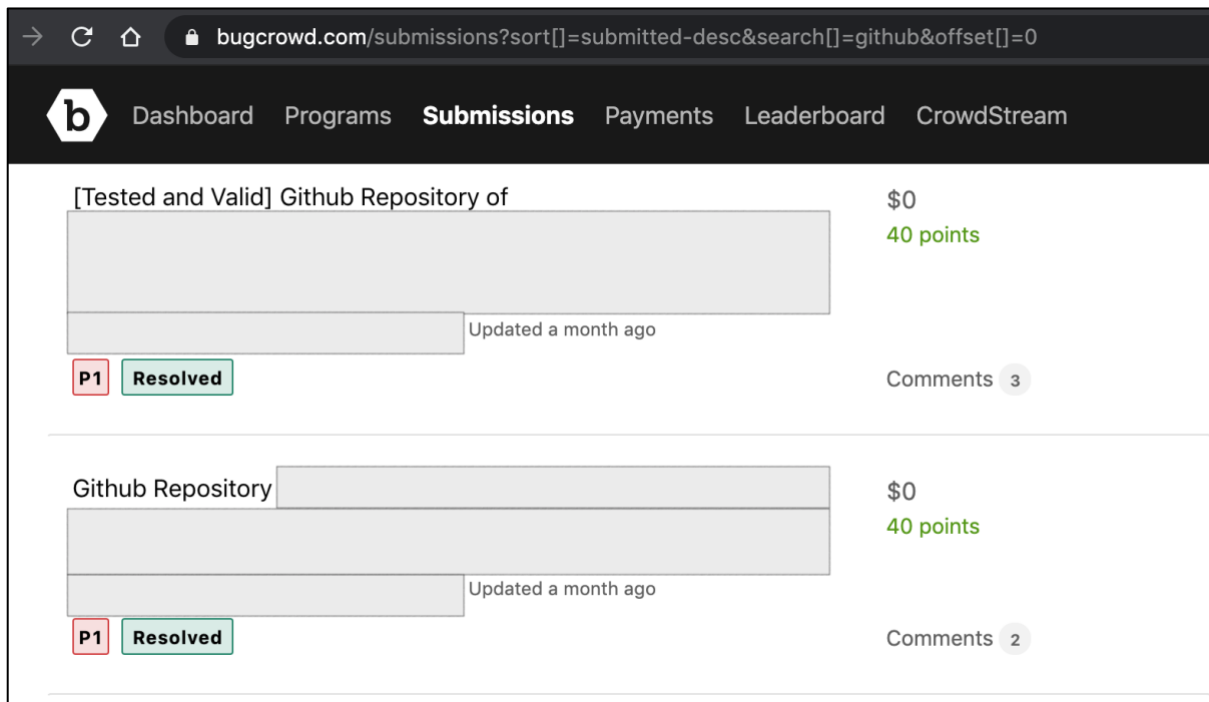 bugcrowd.com/submissions?sort[]=submitted-desc&search[]=github&offset[]=0
b Dashboard Programs Submissions Payments Leaderboard CrowdStream
[Tested and Valid] Github Repository of
$0
40 points
Updated a month ago
P1 Resolved
Comments 3
Github Repository
$0
40 points
Updated a month ago
P1 Resolved
Comments 2